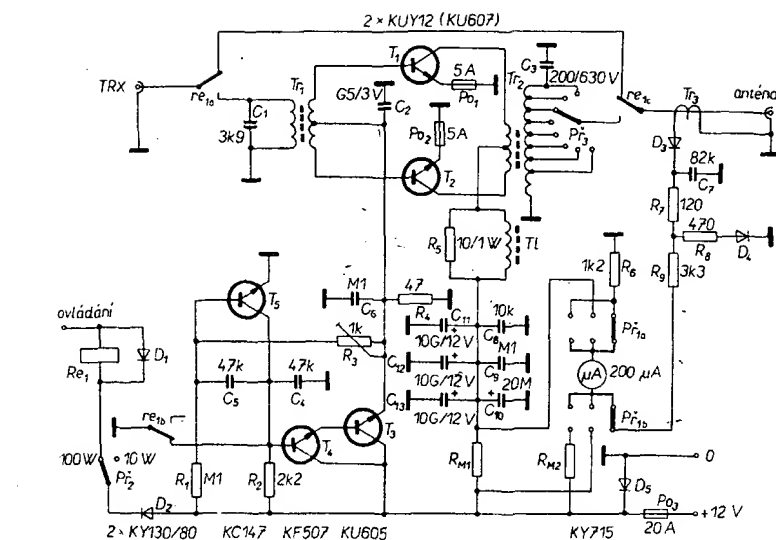 2 × KUY12 (KU607)
TRX
re1a
C1
3k9
Tr1
G5/3V
C2
T1
5A
Po1
Po2
5A
T2
Tr2
C3
200/630V
Př3
re1c
Tr3
anténa
D3
82k
C7
R7
120
470
R8
D4
R9
3k3
R5
10/1W
Tl
1k2
R6
Př1a
μA
200 μA
Př1b
T5
M1
C6
47
R4
1k
R3
C11
10G/12V
+
10k
C8
C12
10G/12V
+
M1
C9
C13
10G/12V
+
20M
C10
ovládání
Re1
D1
47k
C5
47k
C4
re1b
T4
T3
100W
10W
Př2
R1
M1
R2
2k2
RM1
RM2
D5
0
D2
Po3
20A
+12V
2 × KY130/80
KC147
KF507
KU605
KY715